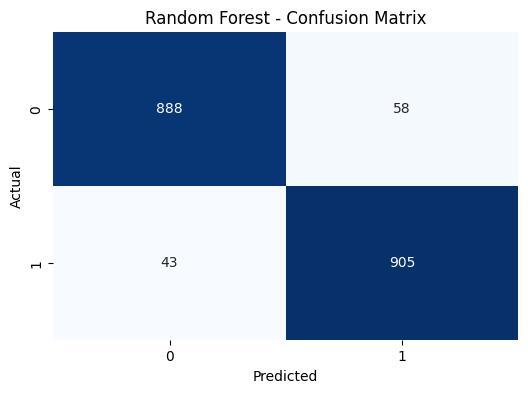 Random Forest - Confusion Matrix
Actual
0
888
58
1
43
905
0
1
Predicted